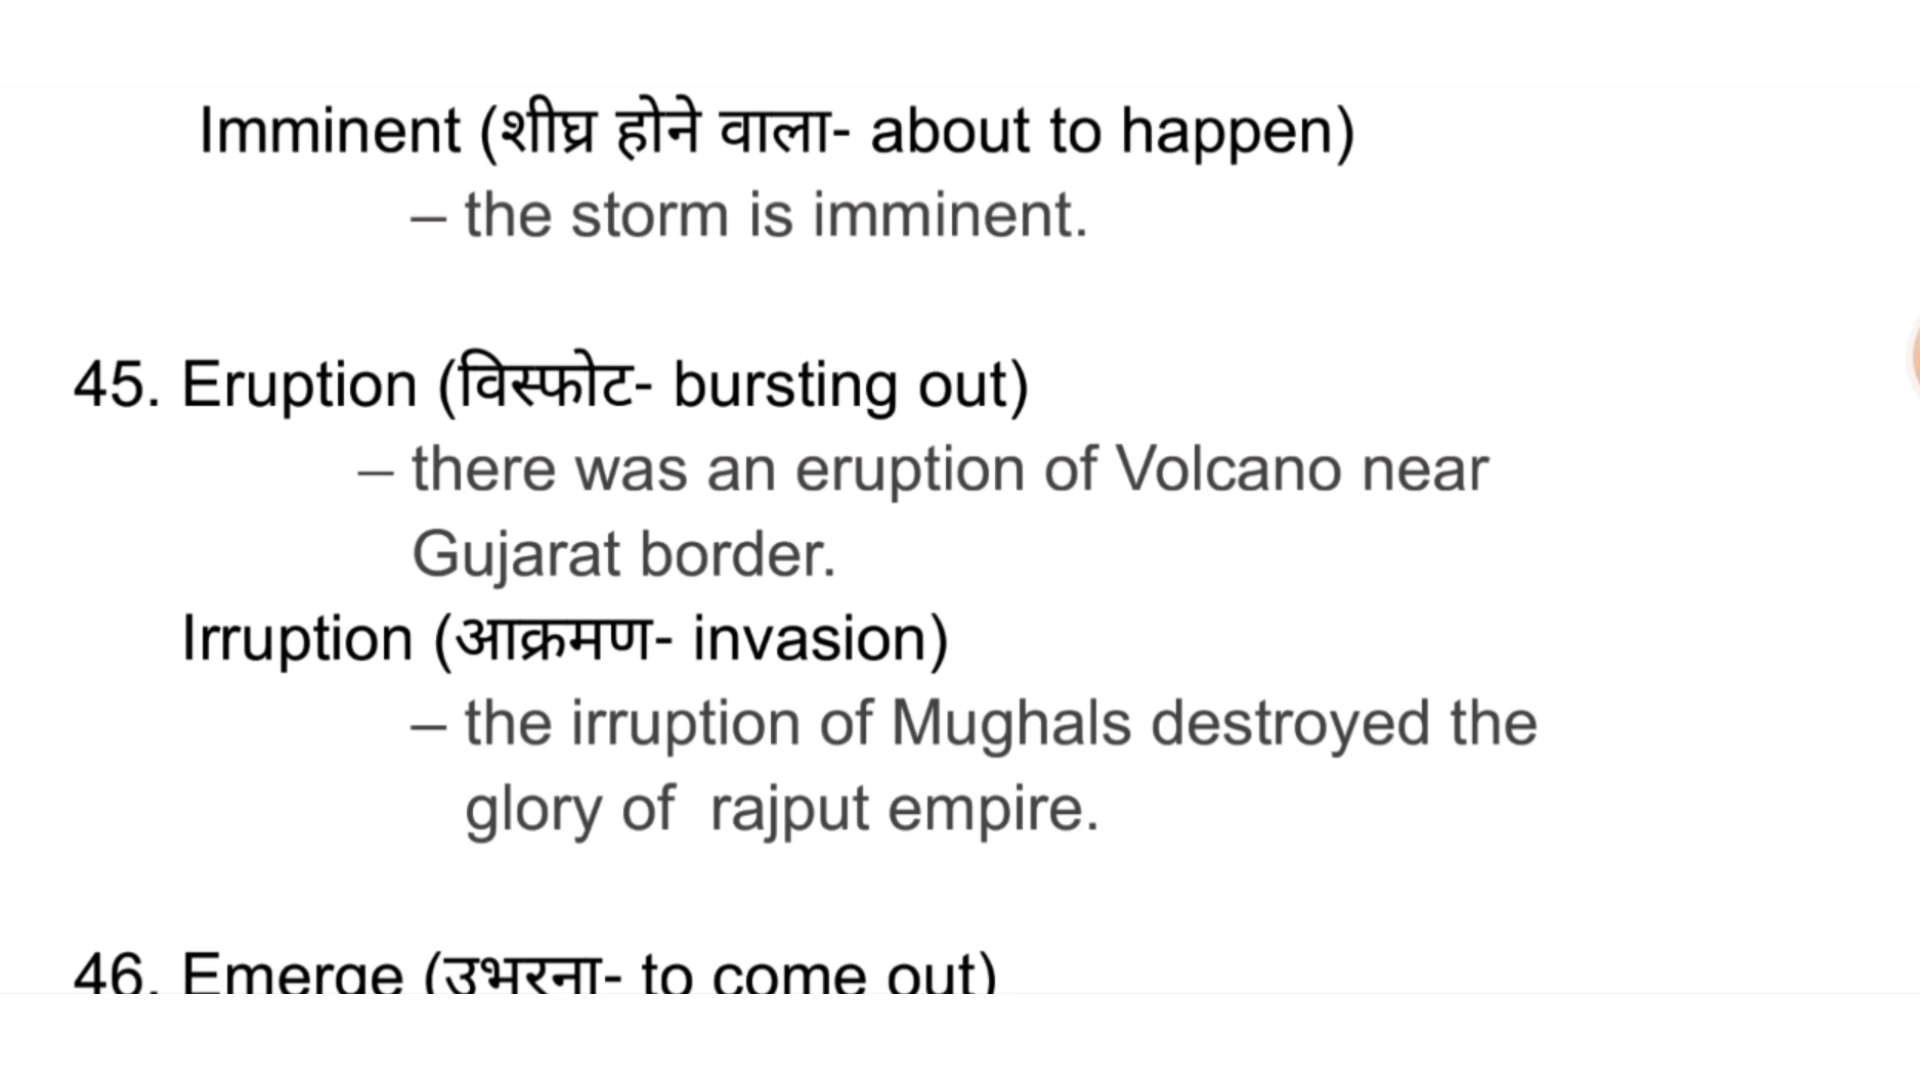 Imminent (शीघ्र होने वाला- about to happen)
– the storm is imminent.
45. Eruption (विस्फोट- bursting out)
– there was an eruption of Volcano near
Gujarat border.
Irruption (आक्रमण- invasion)
– the irruption of Mughals destroyed the
glory of  rajput empire.
46. Emerge (उभरना- to come out)